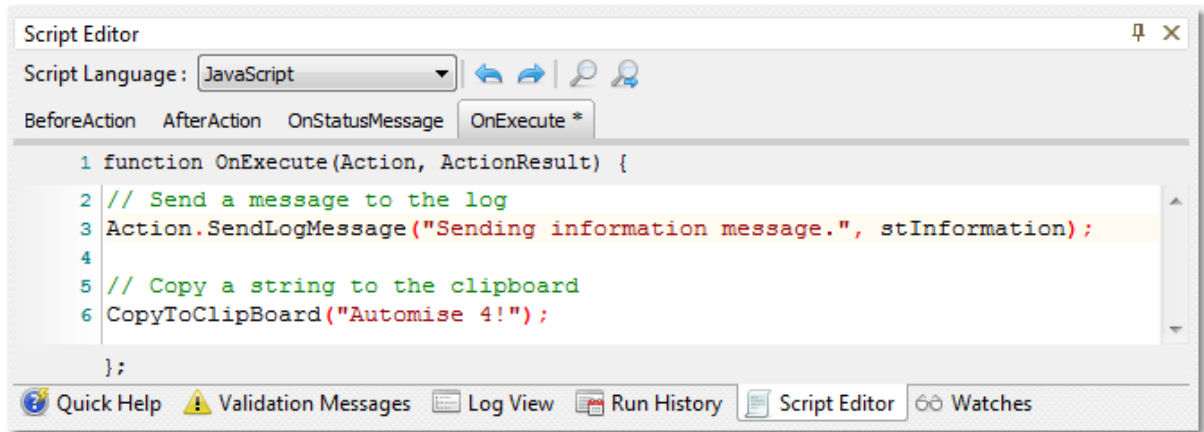 Script Editor
Script Language: JavaScript
BeforeAction AfterAction OnStatusMessage OnExecute *
1 function OnExecute(Action, ActionResult) {
2 // Send a message to the log
3 Action.SendLogMessage("Sending information message.", stInformation);
4
5 // Copy a string to the clipboard
6 CopyToClipBoard("Automise 4!");
};
Quick Help Validation Messages Log View Run History Script Editor Watches